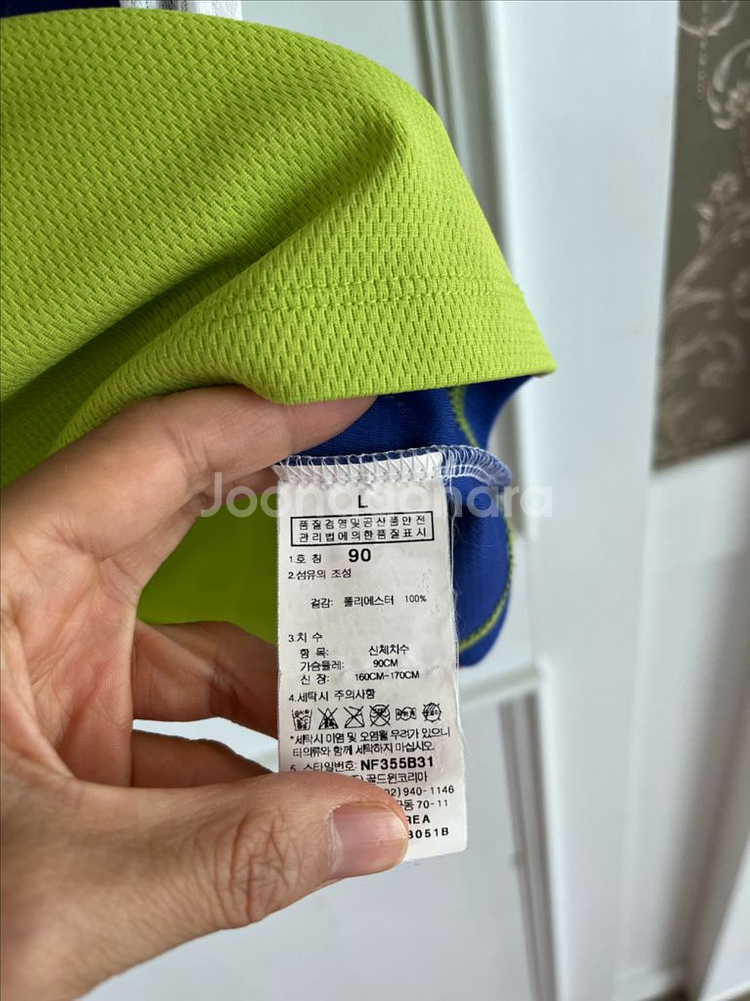 Joonggonara
L
품질경영및공산품안전
관리법에의한품질표시
1.호 칭 90
2.섬유의 조성
겉감: 폴리에스터 100%
3.치 수
항 목: 신체치수
가슴둘레: 90CM
신 장: 160CM-170CM
4.세탁시 주의사항
*세탁시 이염 및 오염될 우려가 있으니
타의류와 함께 세탁하지 마십시오.
5. 스타일번호: NF355B31
골드윈코리아
02)940-1146
동 70-11
REA
3051B